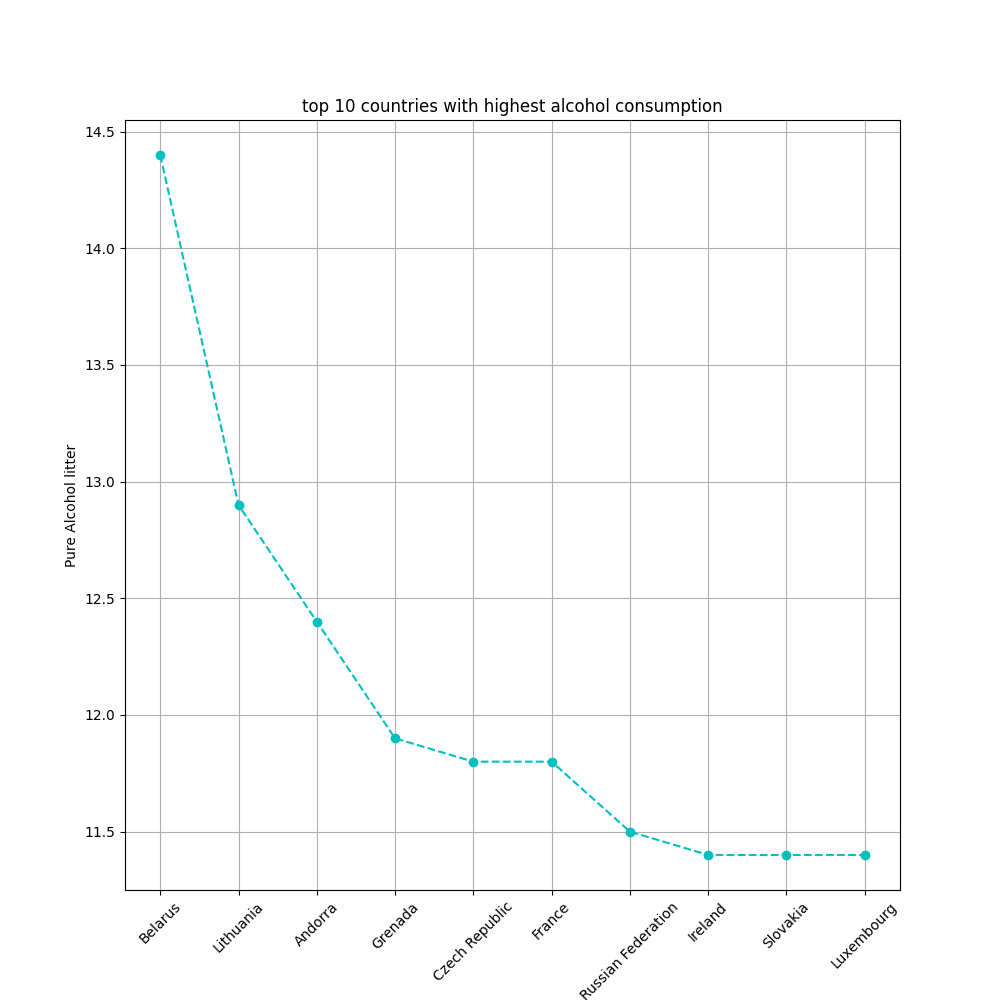 top 10 countries with highest alcohol consumption
14.5
14.0
13.5
13.0
12.5
12.0
11.5
Pure Alcohol litter
Belarus
Lithuania
Andorra
Grenada
Czech Republic
France
Russian Federation
Ireland
Slovakia
Luxembourg